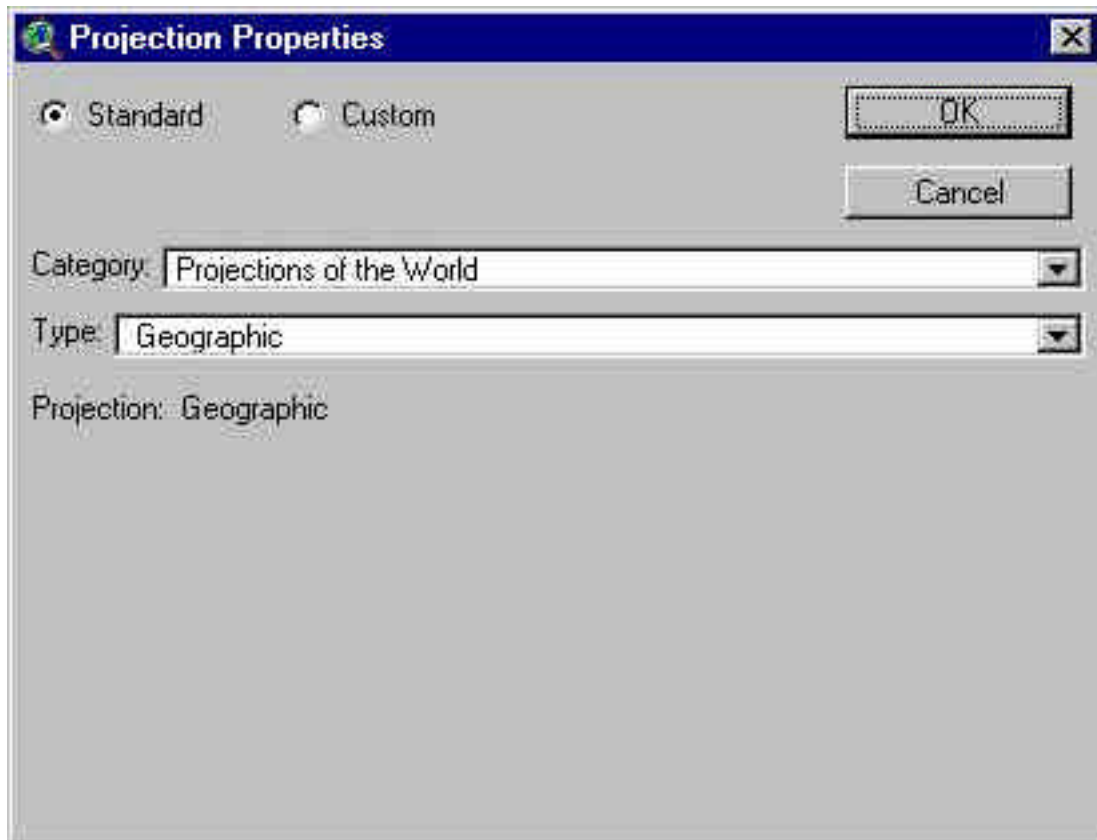 Projection Properties
Standard Custom OK
Cancel
Category: Projections of the World
Type: Geographic
Projection: Geographic